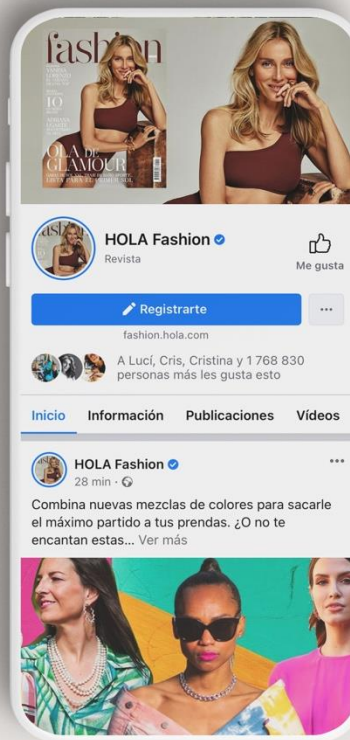 fashion
10
OLA DE
GLAMOUR
HOLA Fashion
Revista
Me gusta
Registrarte
...
fashion.hola.com
A Lucí, Cris, Cristina y 1 768 830
personas más les gusta esto
Inicio Información Publicaciones Vídeos
HOLA Fashion
28 min ·
Combina nuevas mezclas de colores para sacarle
el máximo partido a tus prendas. ¿O no te
encantan estas... Ver más